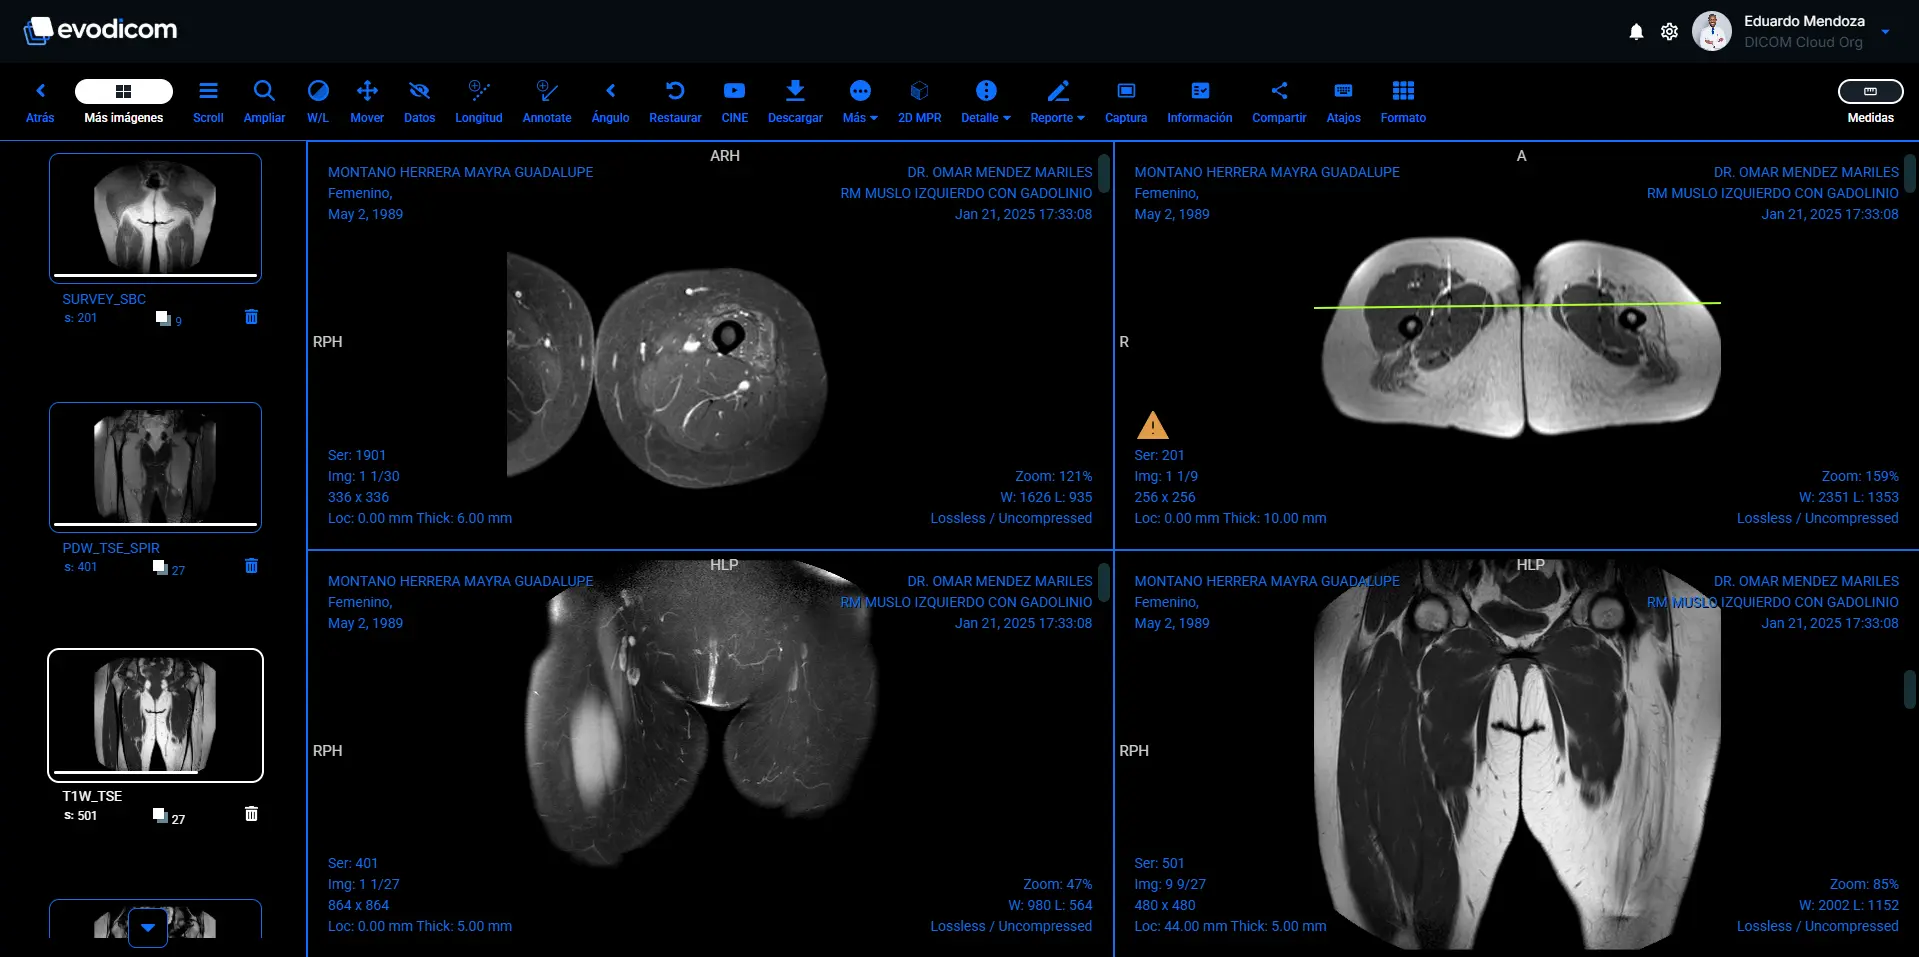 evodicom
Eduardo Mendoza
DICOM Cloud Org
Atrás
Más imágenes
Scroll
Ampliar
W/L
Mover
Datos
Longitud
Annotate
Ángulo
Restaurar
CINE
Descargar
Más
2D MPR
Detalle
Reporte
Captura
Información
Compartir
Atajos
Formato
Medidas
SURVEY_SBC
s: 201
9
PDW_TSE_SPIR
s: 401
27
T1W_TSE
s: 501
27
ARH
MONTANO HERRERA MAYRA GUADALUPE
Femenino,
May 2, 1989
DR. OMAR MENDEZ MARILES
RM MUSLO IZQUIERDO CON GADOLINIO
Jan 21, 2025 17:33:08
RPH
Ser: 1901
Img: 1 1/30
336 x 336
Loc: 0.00 mm Thick: 6.00 mm
Zoom: 121%
W: 1626 L: 935
Lossless / Uncompressed
A
MONTANO HERRERA MAYRA GUADALUPE
Femenino,
May 2, 1989
DR. OMAR MENDEZ MARILES
RM MUSLO IZQUIERDO CON GADOLINIO
Jan 21, 2025 17:33:08
R
Ser: 201
Img: 1 1/9
256 x 256
Loc: 0.00 mm Thick: 10.00 mm
Zoom: 159%
W: 2351 L: 1353
Lossless / Uncompressed
HLP
MONTANO HERRERA MAYRA GUADALUPE
Femenino,
May 2, 1989
DR. OMAR MENDEZ MARILES
RM MUSLO IZQUIERDO CON GADOLINIO
Jan 21, 2025 17:33:08
RPH
Ser: 401
Img: 1 1/27
864 x 864
Loc: 0.00 mm Thick: 5.00 mm
Zoom: 47%
W: 980 L: 564
Lossless / Uncompressed
HLP
MONTANO HERRERA MAYRA GUADALUPE
Femenino,
May 2, 1989
DR. OMAR MENDEZ MARILES
RM MUSLO IZQUIERDO CON GADOLINIO
Jan 21, 2025 17:33:08
RPH
Ser: 501
Img: 9 9/27
480 x 480
Loc: 44.00 mm Thick: 5.00 mm
Zoom: 85%
W: 2002 L: 1152
Lossless / Uncompressed